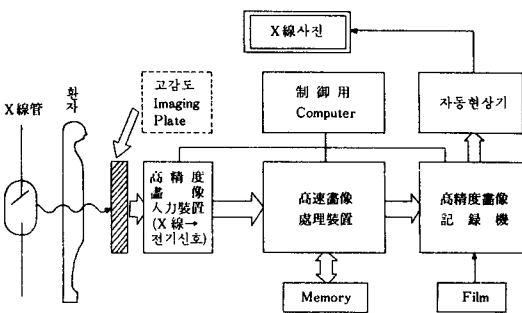 X線사진
고감도
Imaging
Plate
制御用
Computer
자동현상기
X線管
환자
高精度
畵像
人力裝置
(X線→
전기신호)
高速畵像
處理裝置
高精度畵像
記錄機
Memory
Film